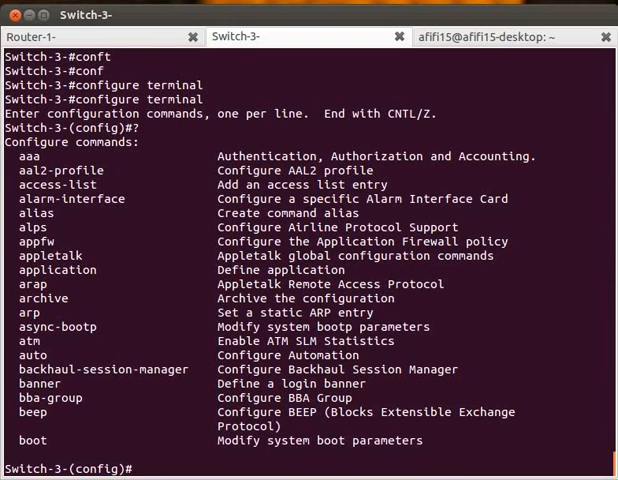 Switch-3-
Router-1-
Switch-3-
afifi15@afifi15-desktop: ~
Switch-3-#conft
Switch-3-#conf
Switch-3-#configure terminal
Switch-3-#configure terminal
Enter configuration commands, one per line.  End with CNTL/Z.
Switch-3-(config)#?
Configure commands:
aaa Authentication, Authorization and Accounting.
aal2-profile Configure AAL2 profile
access-list Add an access list entry
alarm-interface Configure a specific Alarm Interface Card
alias Create command alias
alps Configure Airline Protocol Support
appfw Configure the Application Firewall policy
appletalk Appletalk global configuration commands
application Define application
arap Appletalk Remote Access Protocol
archive Archive the configuration
arp Set a static ARP entry
async-bootp Modify system bootp parameters
atm Enable ATM SLM Statistics
auto Configure Automation
backhaul-session-manager Configure Backhaul Session Manager
banner Define a login banner
bba-group Configure BBA Group
beep Configure BEEP (Blocks Extensible Exchange
Protocol)
boot Modify system boot parameters
Switch-3-(config)#